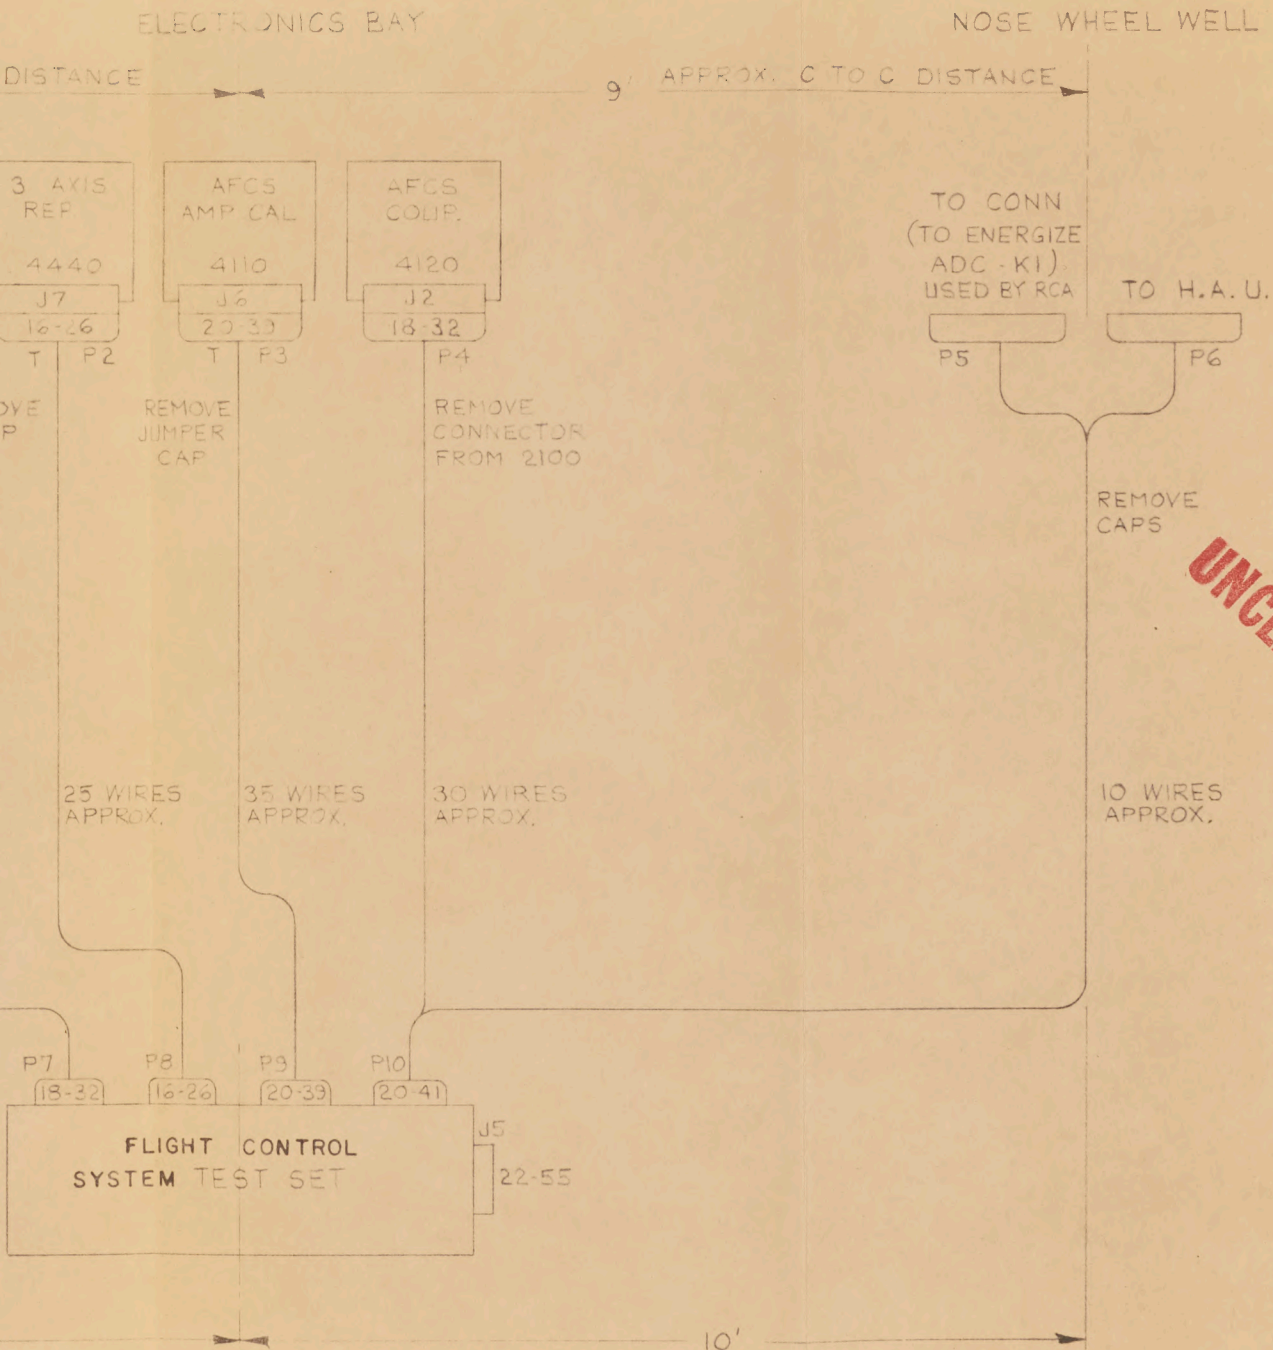 ELECTRONICS BAY
NOSE WHEEL WELL
DISTANCE
9' APPROX. C TO C DISTANCE
3 AXIS
REF.
4440
J7
16-26
T P2
AFCS
AMP CAL
4110
J6
20-39
T P3
AFCS
COUP.
4120
J2
18-32
P4
TO CONN
(TO ENERGIZE
ADC - K1)
USED BY RCA
P5
TO H.A.U.
P6
REMOVE
JUMPER
CAP
REMOVE
CONNECTOR
FROM 2100
REMOVE
CAPS
25 WIRES
APPROX.
35 WIRES
APPROX.
30 WIRES
APPROX.
10 WIRES
APPROX.
P7
18-32
P8
16-26
P9
20-39
P10
20-41
FLIGHT CONTROL
SYSTEM TEST SET
J5
22-55
10'